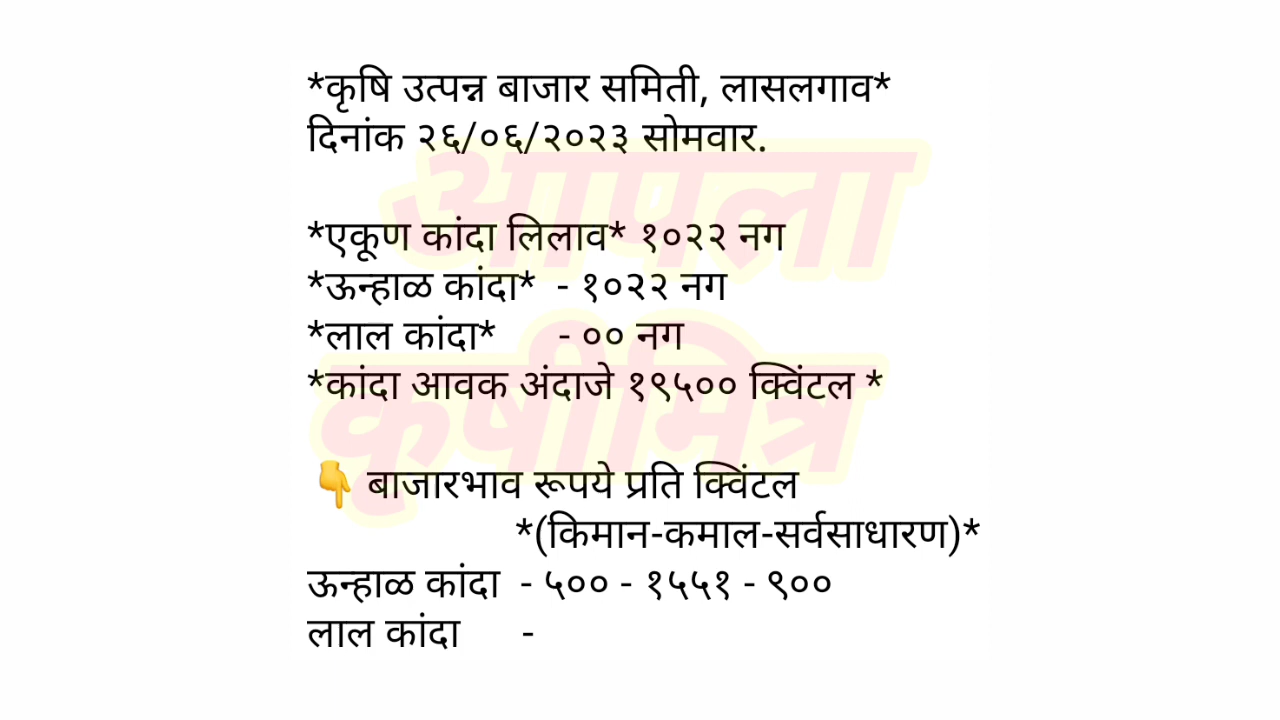 *कृषि उत्पन्न बाजार समिती, लासलगाव*
दिनांक २६/०६/२०२३ सोमवार.
आपला
*एकूण कांदा लिलाव* १०२२ नग
*ऊन्हाळ कांदा* - १०२२ नग
*लाल कांदा* - ०० नग
*कांदा आवक अंदाजे १९५०० क्विंटल *
कृषीमित्र
👇 बाजारभाव रूपये प्रति क्विंटल
*(किमान-कमाल-सर्वसाधारण)*
ऊन्हाळ कांदा - ५०० - १५५१ - ९००
लाल कांदा -